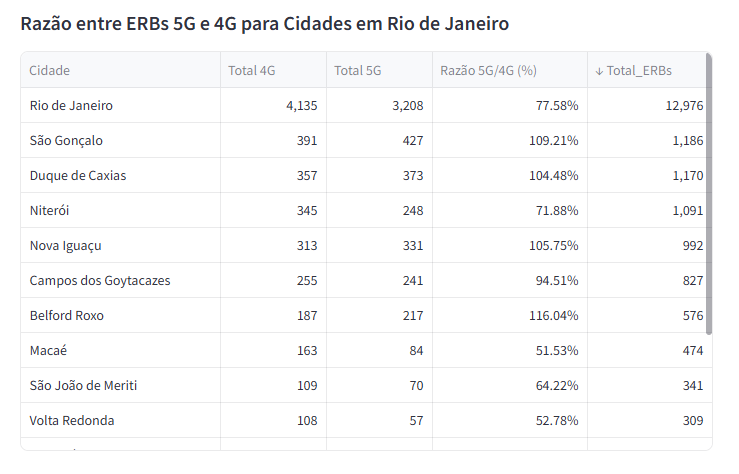 Razão entre ERBs 5G e 4G para Cidades em Rio de Janeiro
Cidade Total 4G Total 5G Razão 5G/4G (%) ↓ Total_ERBs
Rio de Janeiro 4,135 3,208 77.58% 12,976
São Gonçalo 391 427 109.21% 1,186
Duque de Caxias 357 373 104.48% 1,170
Niterói 345 248 71.88% 1,091
Nova Iguaçu 313 331 105.75% 992
Campos dos Goytacazes 255 241 94.51% 827
Belford Roxo 187 217 116.04% 576
Macaé 163 84 51.53% 474
São João de Meriti 109 70 64.22% 341
Volta Redonda 108 57 52.78% 309